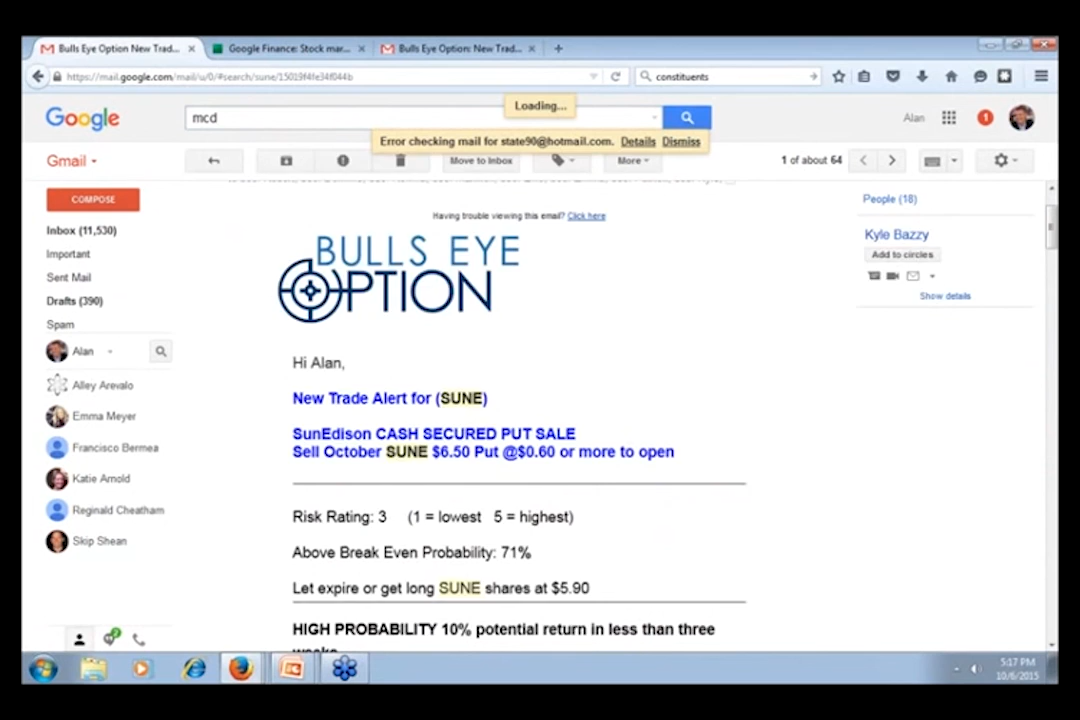 Bulls Eye Option New Trad... ×
Google Finance: Stock mar... ×
Bulls Eye Option: New Trad... ×
+
https://mail.google.com/mail/w/0/#search/sune/15019f4fe34f044b
constituents
Loading...
Google
mcd
Alan
1
Error checking mail for state90@hotmail.com. Details Dismiss
Gmail
Move to Inbox
More
1 of about 64
COMPOSE
Inbox (11,530)
Important
Sent Mail
Drafts (390)
Spam
Alan
Alley Arevalo
Emma Meyer
Francisco Bermea
Katie Arnold
Reginald Cheatham
Skip Shean
2
Having trouble viewing this email? Click here
BULLS EYE
OPTION
Hi Alan,
New Trade Alert for (SUNE)
SunEdison CASH SECURED PUT SALE
Sell October SUNE $6.50 Put @$0.60 or more to open
Risk Rating: 3 (1 = lowest 5 = highest)
Above Break Even Probability: 71%
Let expire or get long SUNE shares at $5.90
HIGH PROBABILITY 10% potential return in less than three
weeks
People (18)
Kyle Bazzy
Add to circles
Show details
5:17 PM
10/6/2015